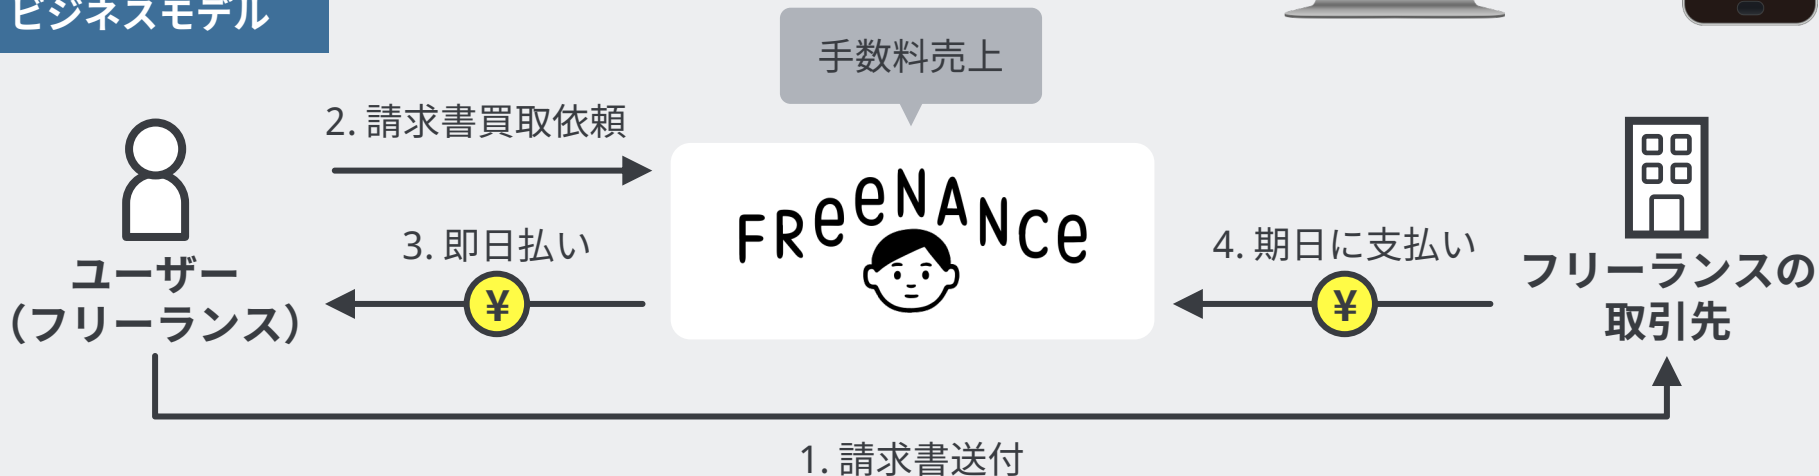 ビジネスモデル
手数料売上
2. 請求書買取依頼
FReeNANCe
3. 即日払い
¥
4. 期日に支払い
¥
ユーザー
（フリーランス）
フリーランスの
取引先
1. 請求書送付